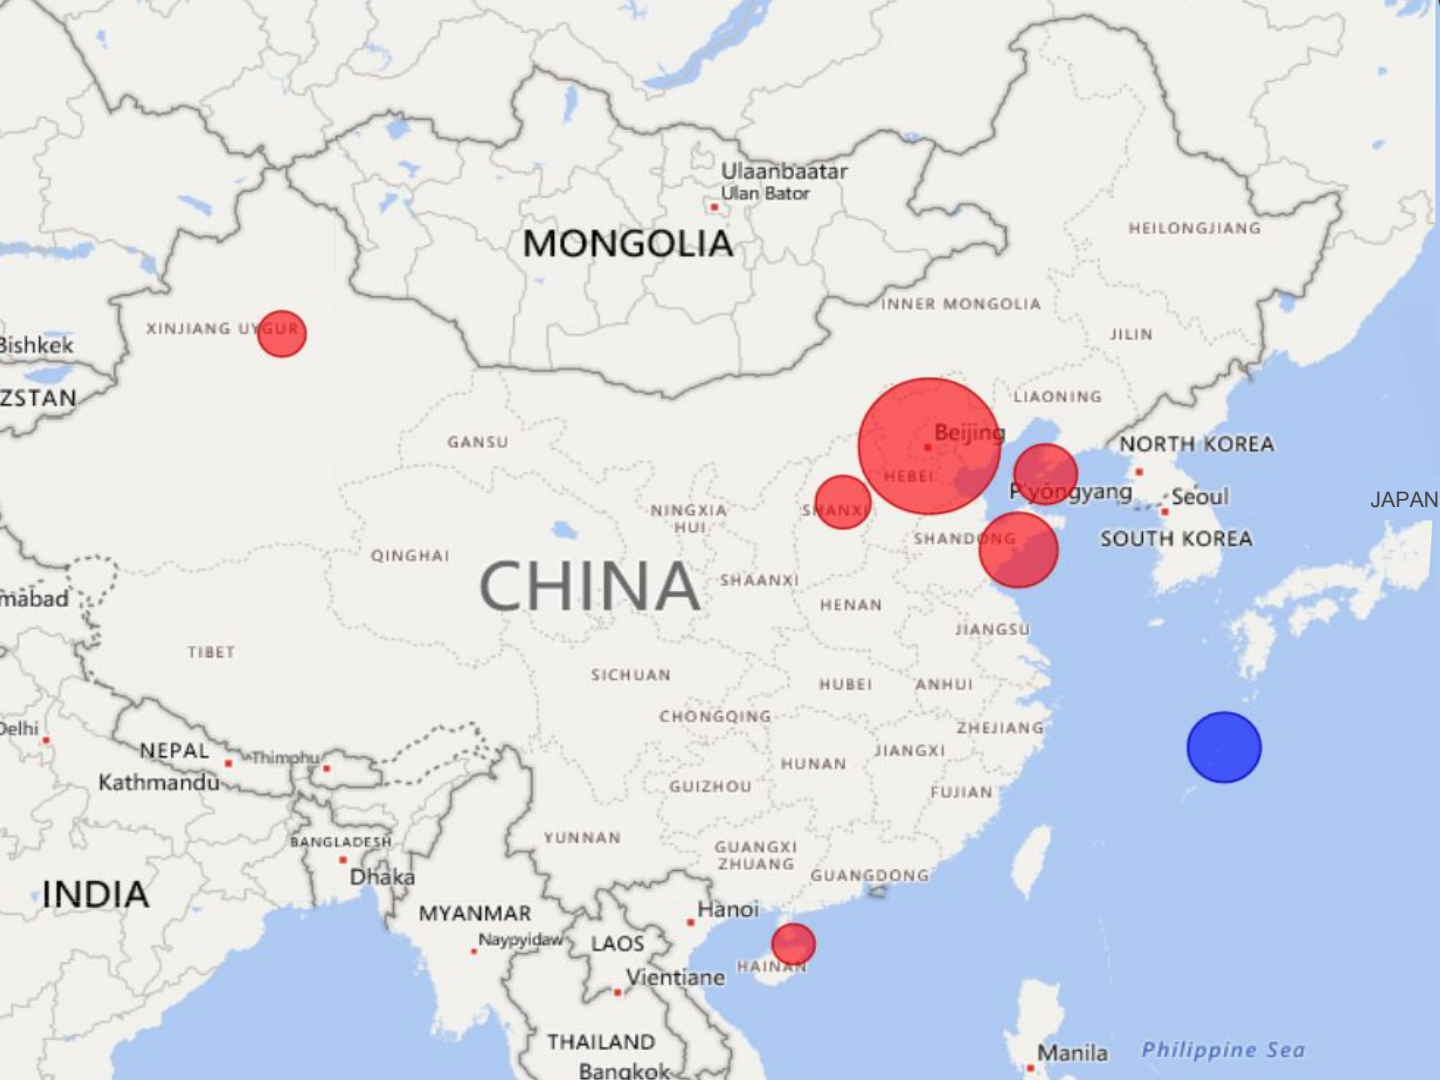 Ulaanbaatar
Ulan Bator
MONGOLIA
HEILONGJIANG
INNER MONGOLIA
XINJIANG UYGUR
JILIN
Bishkek
ZSTAN
LIAONING
Beijing
GANSU
NORTH KOREA
HEBEI
P'yŏngyang
Seoul
JAPAN
SHANXI
NINGXIA
HUI
SHANDONG
SOUTH KOREA
QINGHAI
CHINA
SHAANXI
mabad
HENAN
JIANGSU
TIBET
SICHUAN
HUBEI
ANHUI
CHONGQING
Delhi
ZHEJIANG
NEPAL
Thimphu
JIANGXI
HUNAN
Kathmandu
GUIZHOU
FUJIAN
BANGLADESH
YUNNAN
GUANGXI
ZHUANG
Dhaka
GUANGDONG
INDIA
MYANMAR
Hanoi
Naypyidaw
LAOS
HAINAN
Vientiane
THAILAND
Manila
Philippine Sea
Bangkok